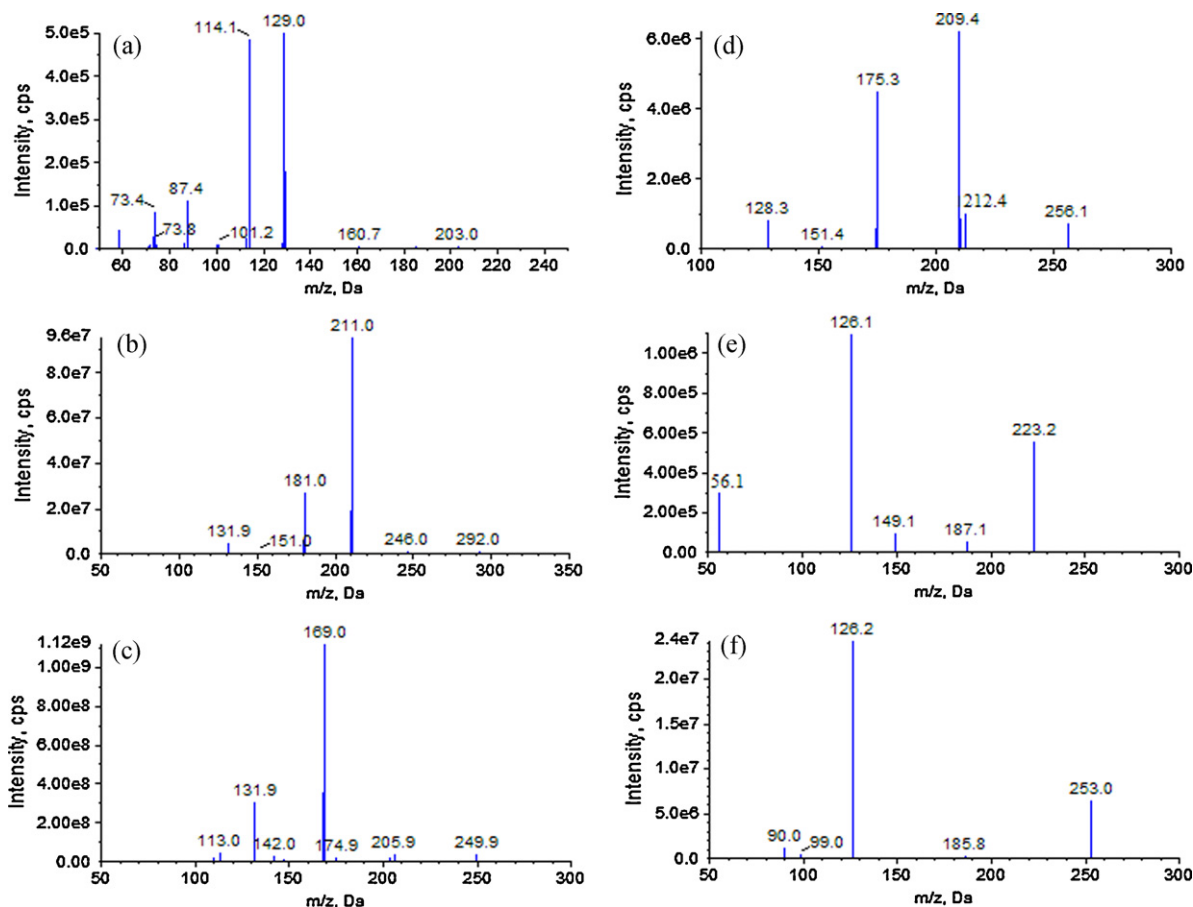 (a)
Intensity, cps
5.0e5
4.0e5
3.0e5
2.0e5
1.0e5
0.0
114.1
129.0
73.4
87.4
73.8
101.2
160.7
203.0
60 80 100 120 140 160 180 200 220 240
m/z, Da
(d)
Intensity, cps
6.0e6
4.0e6
2.0e6
0.0
209.4
175.3
128.3
151.4
212.4
256.1
100 150 200 250 300
m/z, Da
(b)
Intensity, cps
9.6e7
8.0e7
6.0e7
4.0e7
2.0e7
0.0
211.0
181.0
131.9
151.0
246.0
292.0
50 100 150 200 250 300 350
m/z, Da
(e)
Intensity, cps
1.00e6
8.00e5
6.00e5
4.00e5
2.00e5
0.00
126.1
223.2
56.1
149.1
187.1
50 100 150 200 250 300
m/z, Da
(c)
Intensity, cps
1.12e9
1.00e9
8.00e8
6.00e8
4.00e8
2.00e8
0.00
169.0
131.9
113.0
142.0
174.9
205.9
249.9
50 100 150 200 250 300
m/z, Da
(f)
Intensity, cps
2.4e7
2.0e7
1.5e7
1.0e7
5.0e6
0.0
126.2
253.0
90.0
99.0
185.8
50 100 150 200 250 300
m/z, Da